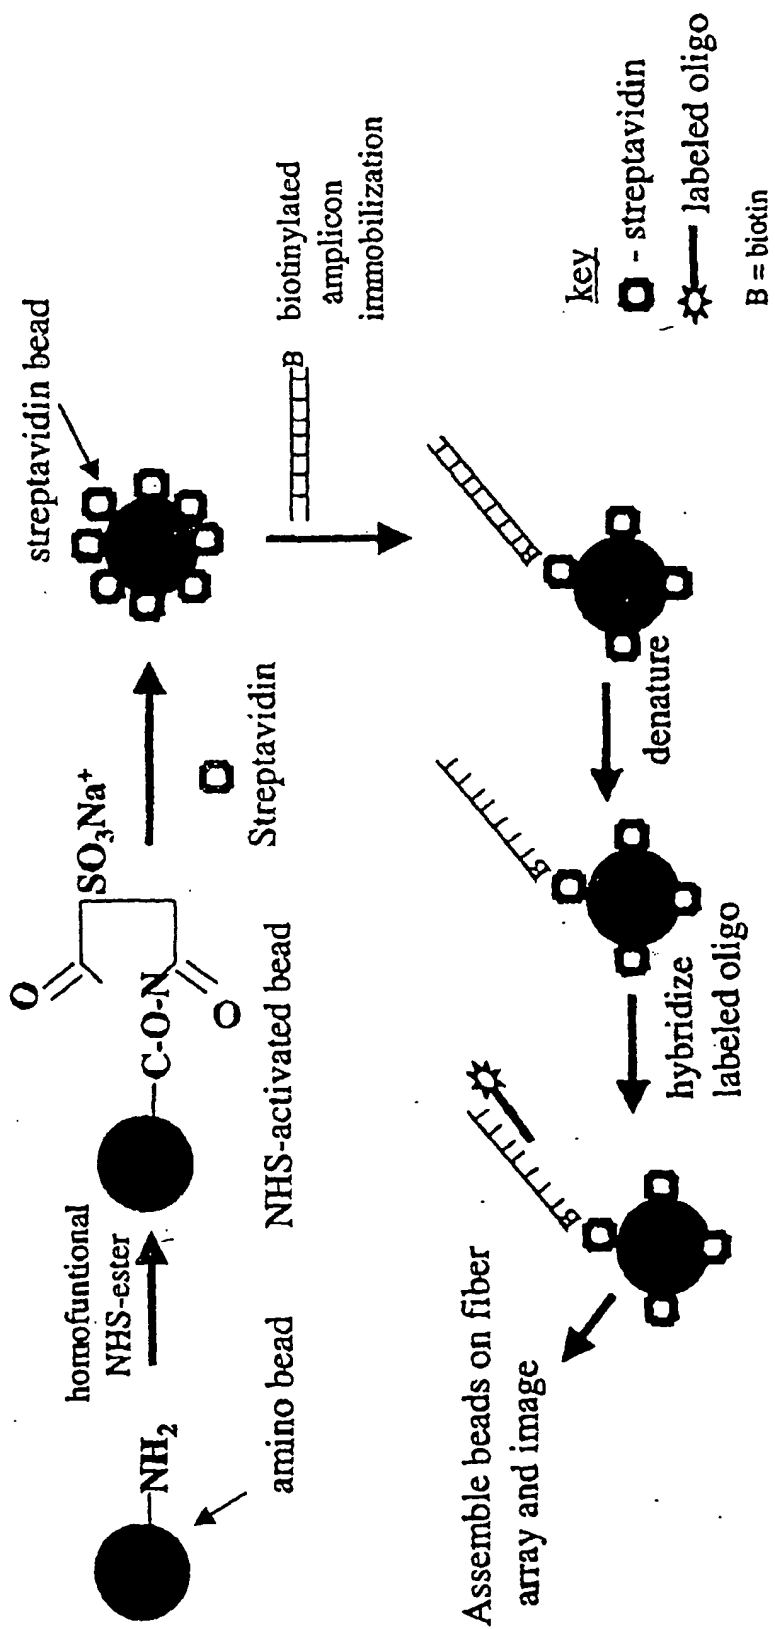 homofuntional
NHS-ester
NH₂
amino bead
O
C-O-N
O
SO₃Na⁺
NHS-activated bead
Streptavidin
streptavidin bead
B
biotinylated
amplicon
immobilization
B
denature
B
hybridize
labeled oligo
B
Assemble beads on fiber
array and image
key
- streptavidin
labeled oligo
B = biotin